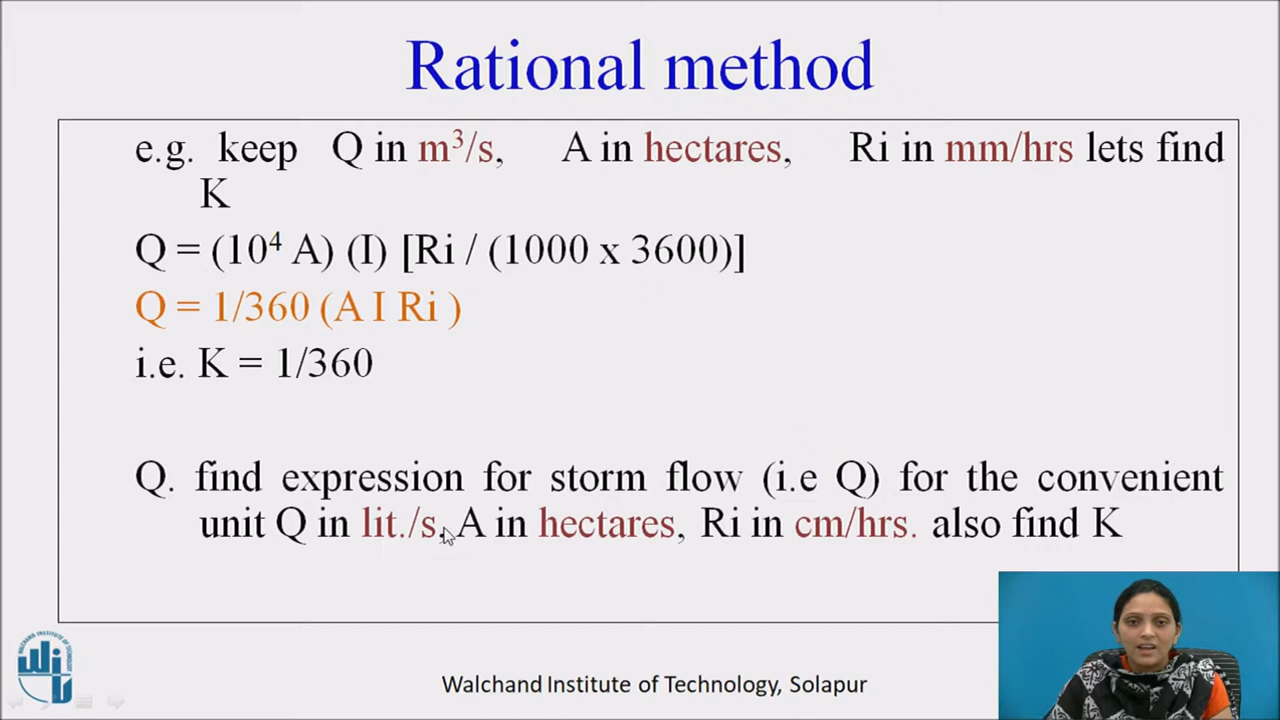 Rational method
e.g. keep Q in m³/s, A in hectares, Ri in mm/hrs lets find
K
Q = (10⁴ A) (I) [Ri / (1000 x 3600)]
Q = 1/360 (A I Ri )
i.e. K = 1/360
Q. find expression for storm flow (i.e Q) for the convenient
unit Q in lit./s, A in hectares, Ri in cm/hrs. also find K
Walchand Institute of Technology, Solapur